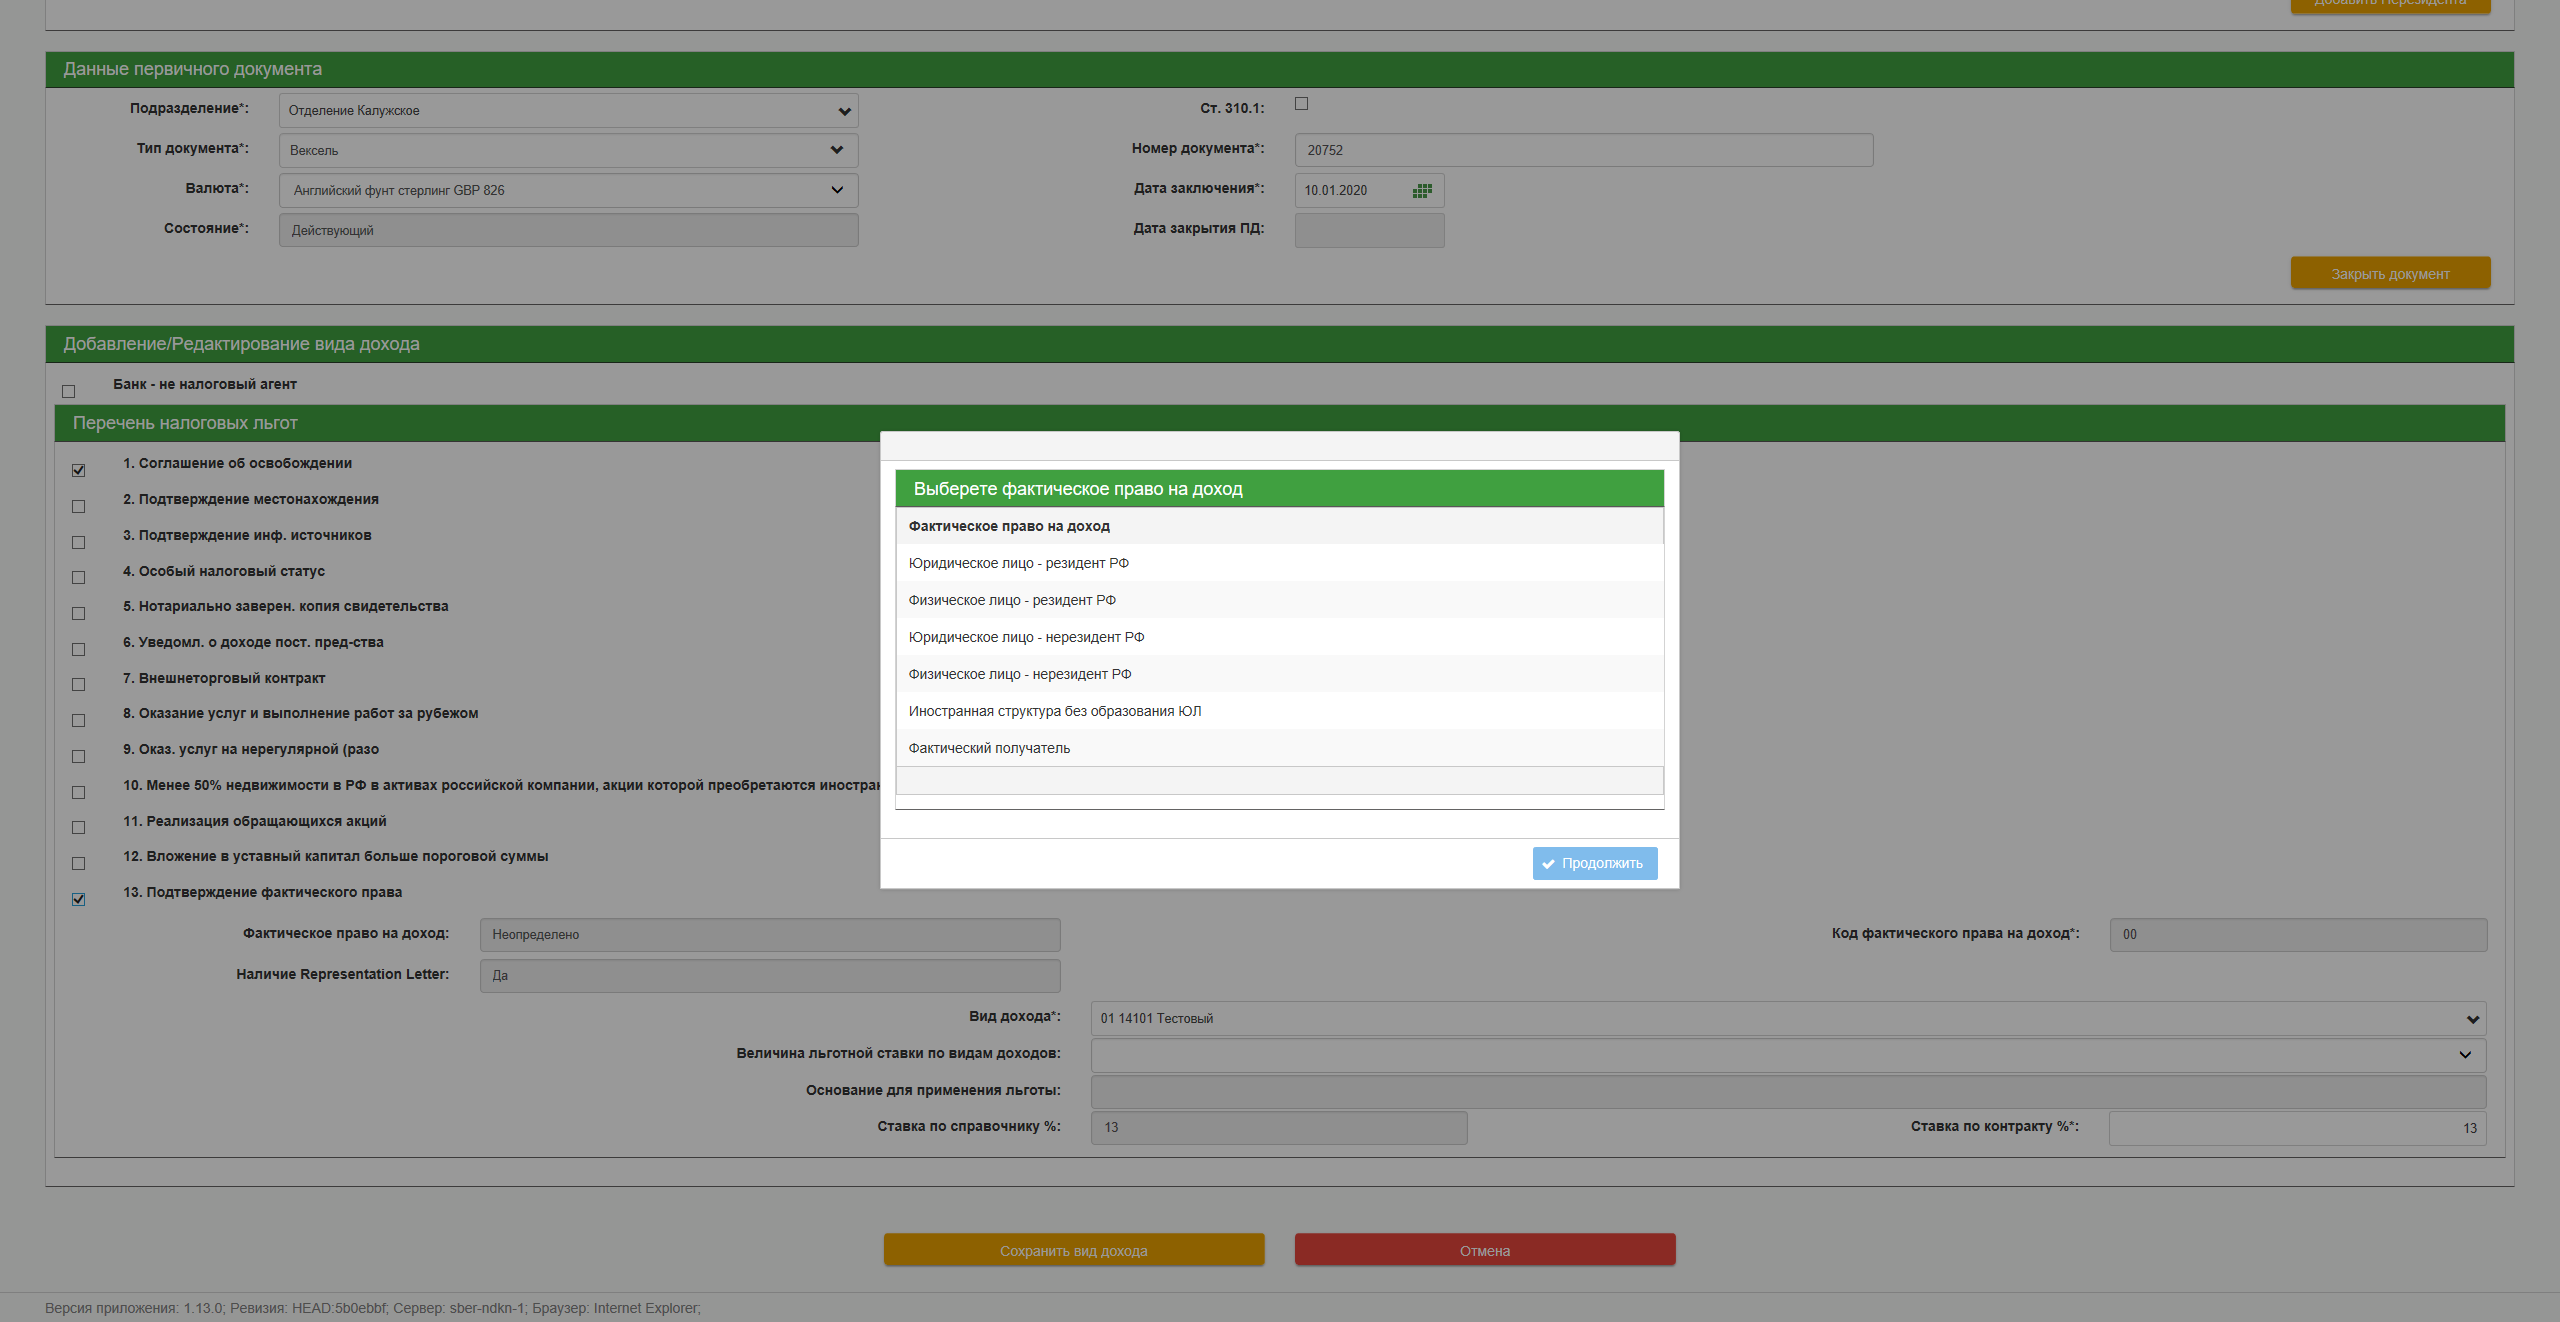 Добавить Нерезидента
Данные первичного документа
Подразделение*:
Отделение Калужское
Ст. 310.1:
Тип документа*:
Вексель
Номер документа*:
20752
Валюта*:
Английский фунт стерлинг GBP 826
Дата заключения*:
10.01.2020
Состояние*:
Действующий
Дата закрытия ПД:
Закрыть документ
Добавление/Редактирование вида дохода
Банк - не налоговый агент
Перечень налоговых льгот
1. Соглашение об освобождении
2. Подтверждение местонахождения
3. Подтверждение инф. источников
4. Особый налоговый статус
5. Нотариально заверен. копия свидетельства
6. Уведомл. о доходе пост. пред-ства
7. Внешнеторговый контракт
8. Оказание услуг и выполнение работ за рубежом
9. Оказ. услуг на нерегулярной (разо
10. Менее 50% недвижимости в РФ в активах российской компании, акции которой преобретаются иностран
11. Реализация обращающихся акций
12. Вложение в уставный капитал больше пороговой суммы
13. Подтверждение фактического права
Выберете фактическое право на доход
Фактическое право на доход
Юридическое лицо - резидент РФ
Физическое лицо - резидент РФ
Юридическое лицо - нерезидент РФ
Физическое лицо - нерезидент РФ
Иностранная структура без образования ЮЛ
Фактический получатель
Продолжить
Фактическое право на доход:
Неопределено
Код фактического права на доход*:
00
Наличие Representation Letter:
Да
Вид дохода*:
01 14101 Тестовый
Величина льготной ставки по видам доходов:
Основание для применения льготы:
Ставка по справочнику %:
13
Ставка по контракту %*:
13
Сохранить вид дохода
Отмена
Версия приложения: 1.13.0; Ревизия: HEAD:5b0ebbf; Сервер: sber-ndkn-1; Браузер: Internet Explorer;